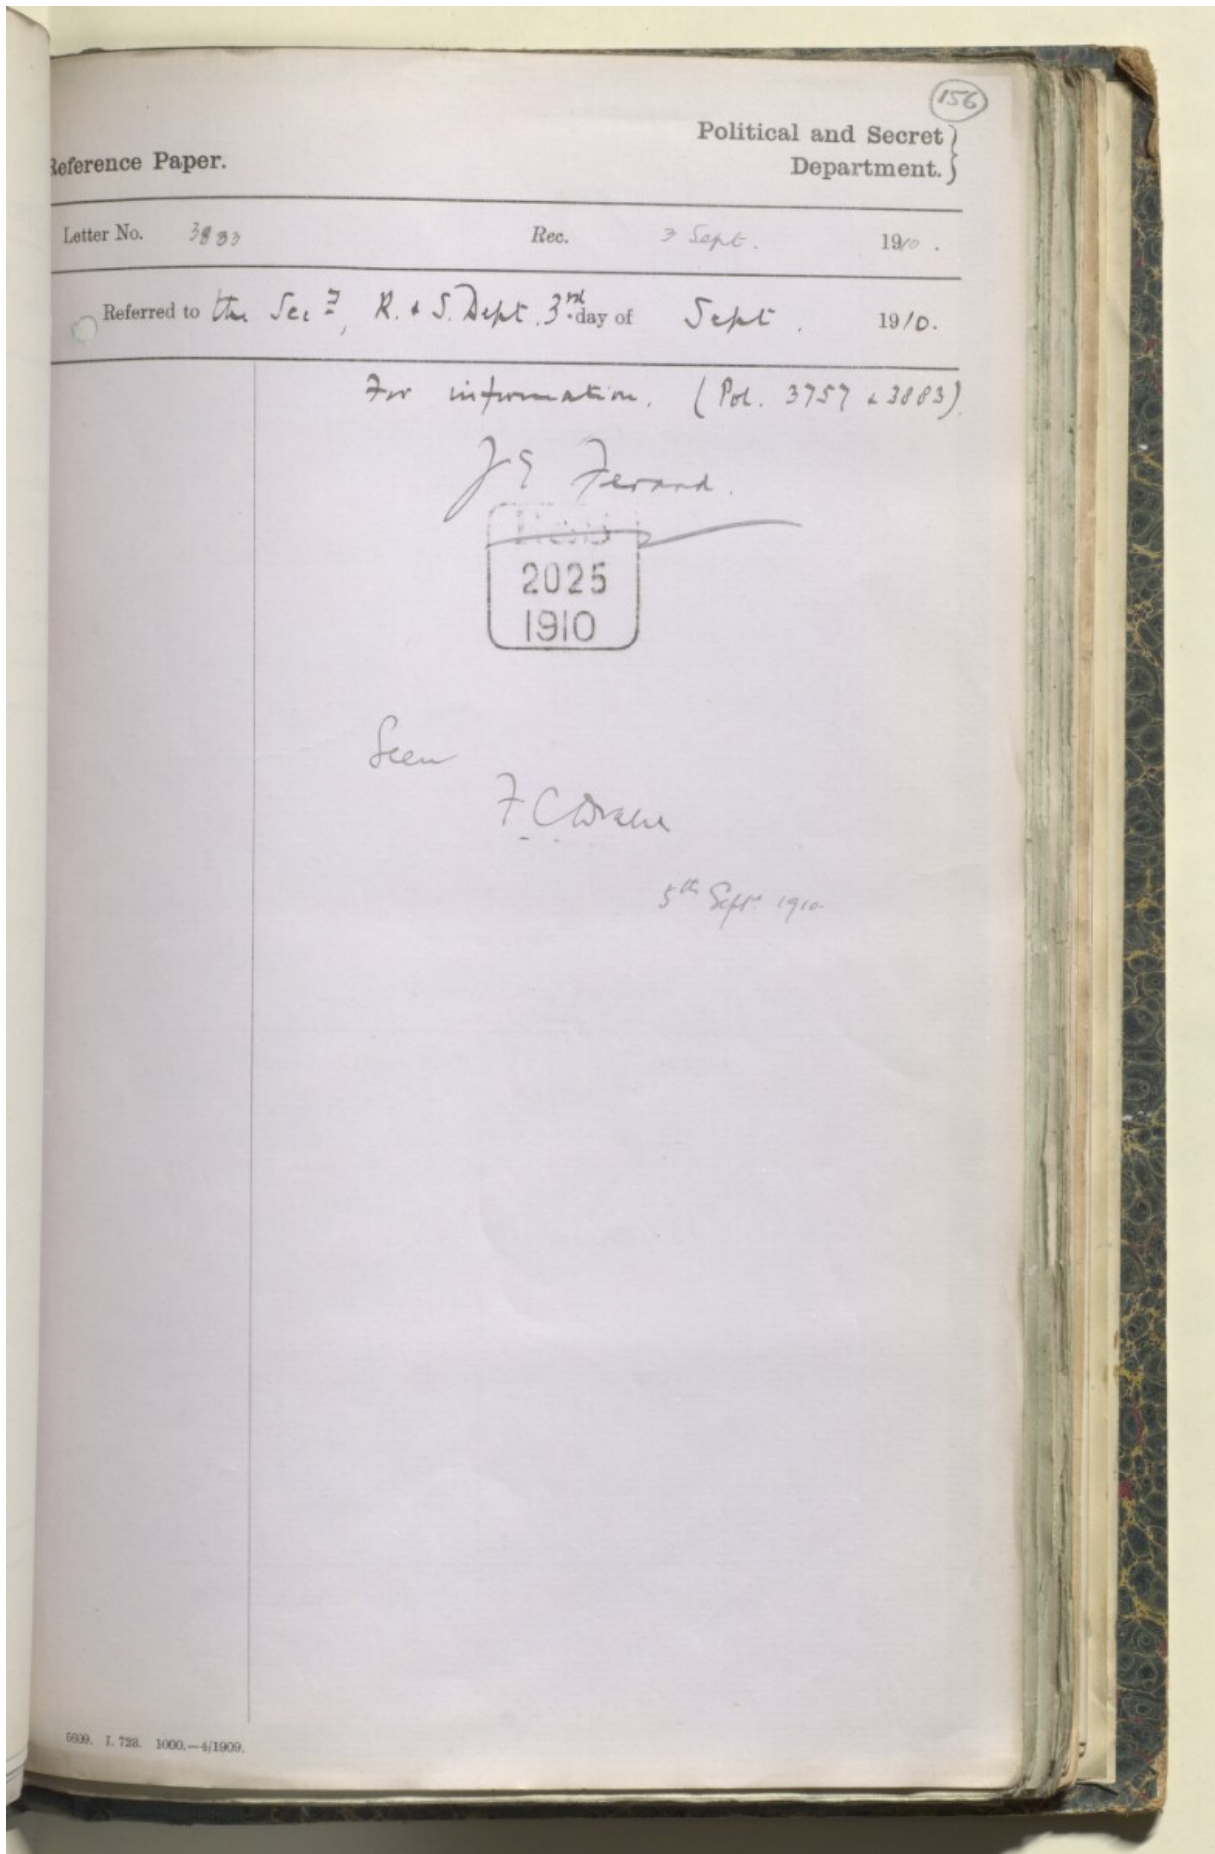 156
Political and Secret
Department.
Reference Paper.
Letter No. 3883 Rec. 3 Sept. 1910.
Referred to the Secy, R. & S. Dept. 3rd day of Sept. 1910.
For information. (Pol. 3757 & 3883).
2025
1910
Seen
F. C. Drake
5th Sept. 1910
5609. I. 728. 1000.—4/1909.